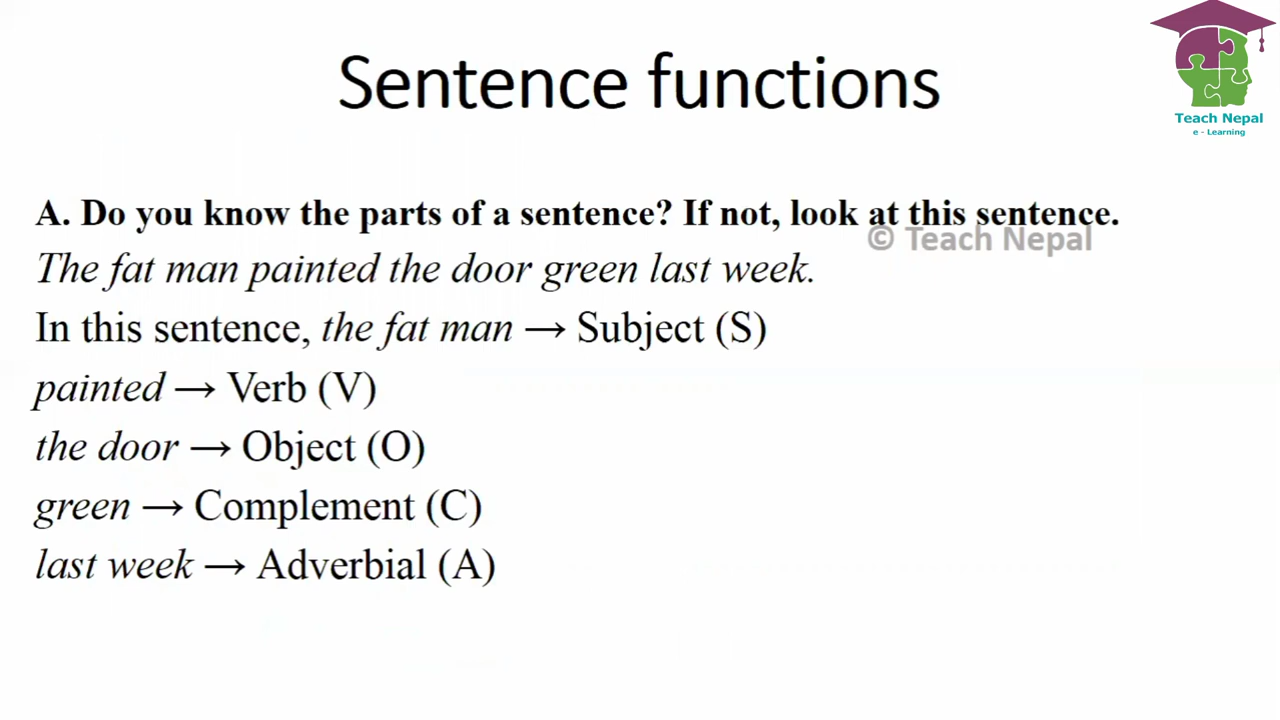 Sentence functions
Teach Nepal
e - Learning
A. Do you know the parts of a sentence? If not, look at this sentence.
© Teach Nepal
The fat man painted the door green last week.
In this sentence, the fat man → Subject (S)
painted → Verb (V)
the door → Object (O)
green → Complement (C)
last week → Adverbial (A)